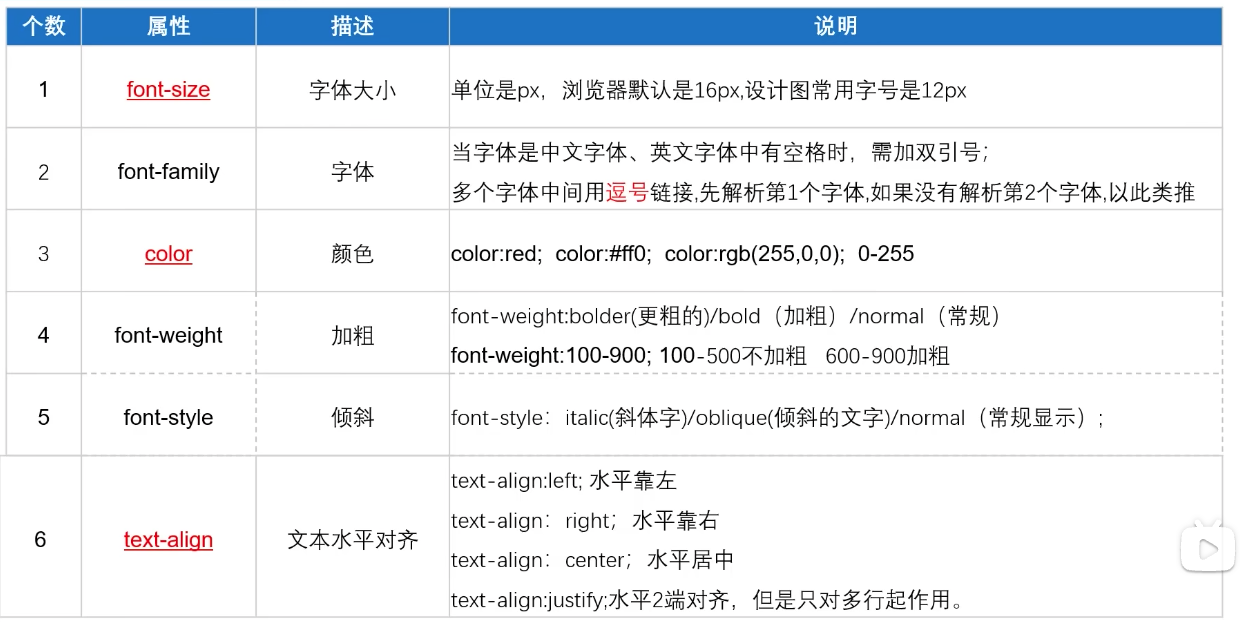 个数 属性 描述 说明
1 font-size 字体大小 单位是px，浏览器默认是16px,设计图常用字号是12px
2 font-family 字体 当字体是中文字体、英文字体中有空格时，需加双引号;
多个字体中间用逗号链接,先解析第1个字体,如果没有解析第2个字体,以此类推
3 color 颜色 color:red; color:#ff0; color:rgb(255,0,0); 0-255
4 font-weight 加粗 font-weight:bolder(更粗的)/bold（加粗）/normal（常规）
font-weight:100-900; 100-500不加粗 600-900加粗
5 font-style 倾斜 font-style：italic(斜体字)/oblique(倾斜的文字)/normal（常规显示）;
6 text-align 文本水平对齐 text-align:left; 水平靠左
text-align：right；水平靠右
text-align：center；水平居中
text-align:justify;水平2端对齐，但是只对多行起作用。